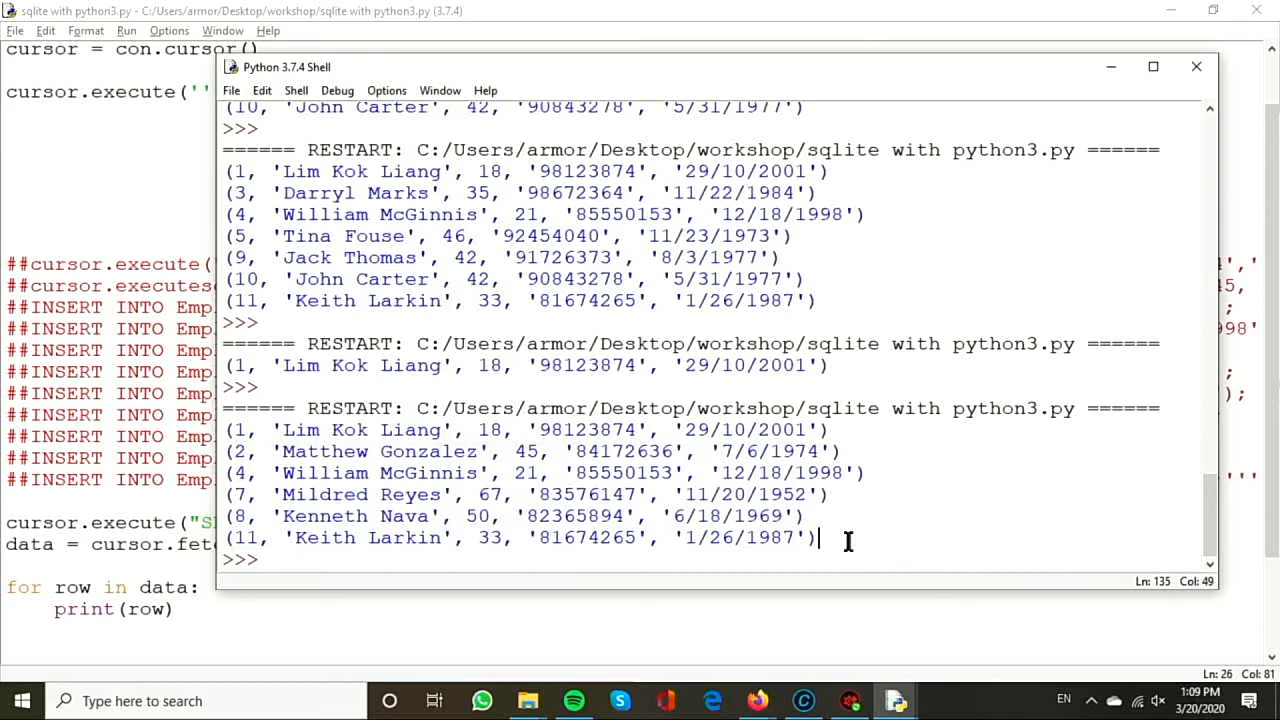 sqlite with python3.py - C:/Users/armor/Desktop/workshop/sqlite with python3.py (3.7.4)
File Edit Format Run Options Window Help
cursor = con.cursor()
cursor.execute(''
##cursor.execute(
##cursor.executes
##INSERT INTO Emp
##INSERT INTO Emp
##INSERT INTO Emp
##INSERT INTO Emp
##INSERT INTO Emp
##INSERT INTO Emp
##INSERT INTO Emp
##INSERT INTO Emp
##INSERT INTO Emp
cursor.execute("S
data = cursor.fet
for row in data:
print(row)
Python 3.7.4 Shell
File Edit Shell Debug Options Window Help
(10, 'John Carter', 42, '90843278', '5/31/1977')
>>>
====== RESTART: C:/Users/armor/Desktop/workshop/sqlite with python3.py ======
(1, 'Lim Kok Liang', 18, '98123874', '29/10/2001')
(3, 'Darryl Marks', 35, '98672364', '11/22/1984')
(4, 'William McGinnis', 21, '85550153', '12/18/1998')
(5, 'Tina Fouse', 46, '92454040', '11/23/1973')
(9, 'Jack Thomas', 42, '91726373', '8/3/1977')
(10, 'John Carter', 42, '90843278', '5/31/1977')
(11, 'Keith Larkin', 33, '81674265', '1/26/1987')
>>>
====== RESTART: C:/Users/armor/Desktop/workshop/sqlite with python3.py ======
(1, 'Lim Kok Liang', 18, '98123874', '29/10/2001')
>>>
====== RESTART: C:/Users/armor/Desktop/workshop/sqlite with python3.py ======
(1, 'Lim Kok Liang', 18, '98123874', '29/10/2001')
(2, 'Matthew Gonzalez', 45, '84172636', '7/6/1974')
(4, 'William McGinnis', 21, '85550153', '12/18/1998')
(7, 'Mildred Reyes', 67, '83576147', '11/20/1952')
(8, 'Kenneth Nava', 50, '82365894', '6/18/1969')
(11, 'Keith Larkin', 33, '81674265', '1/26/1987')
>>>
Ln: 135 Col: 49
Ln: 26 Col: 81
Type here to search
EN
1:09 PM
3/20/2020